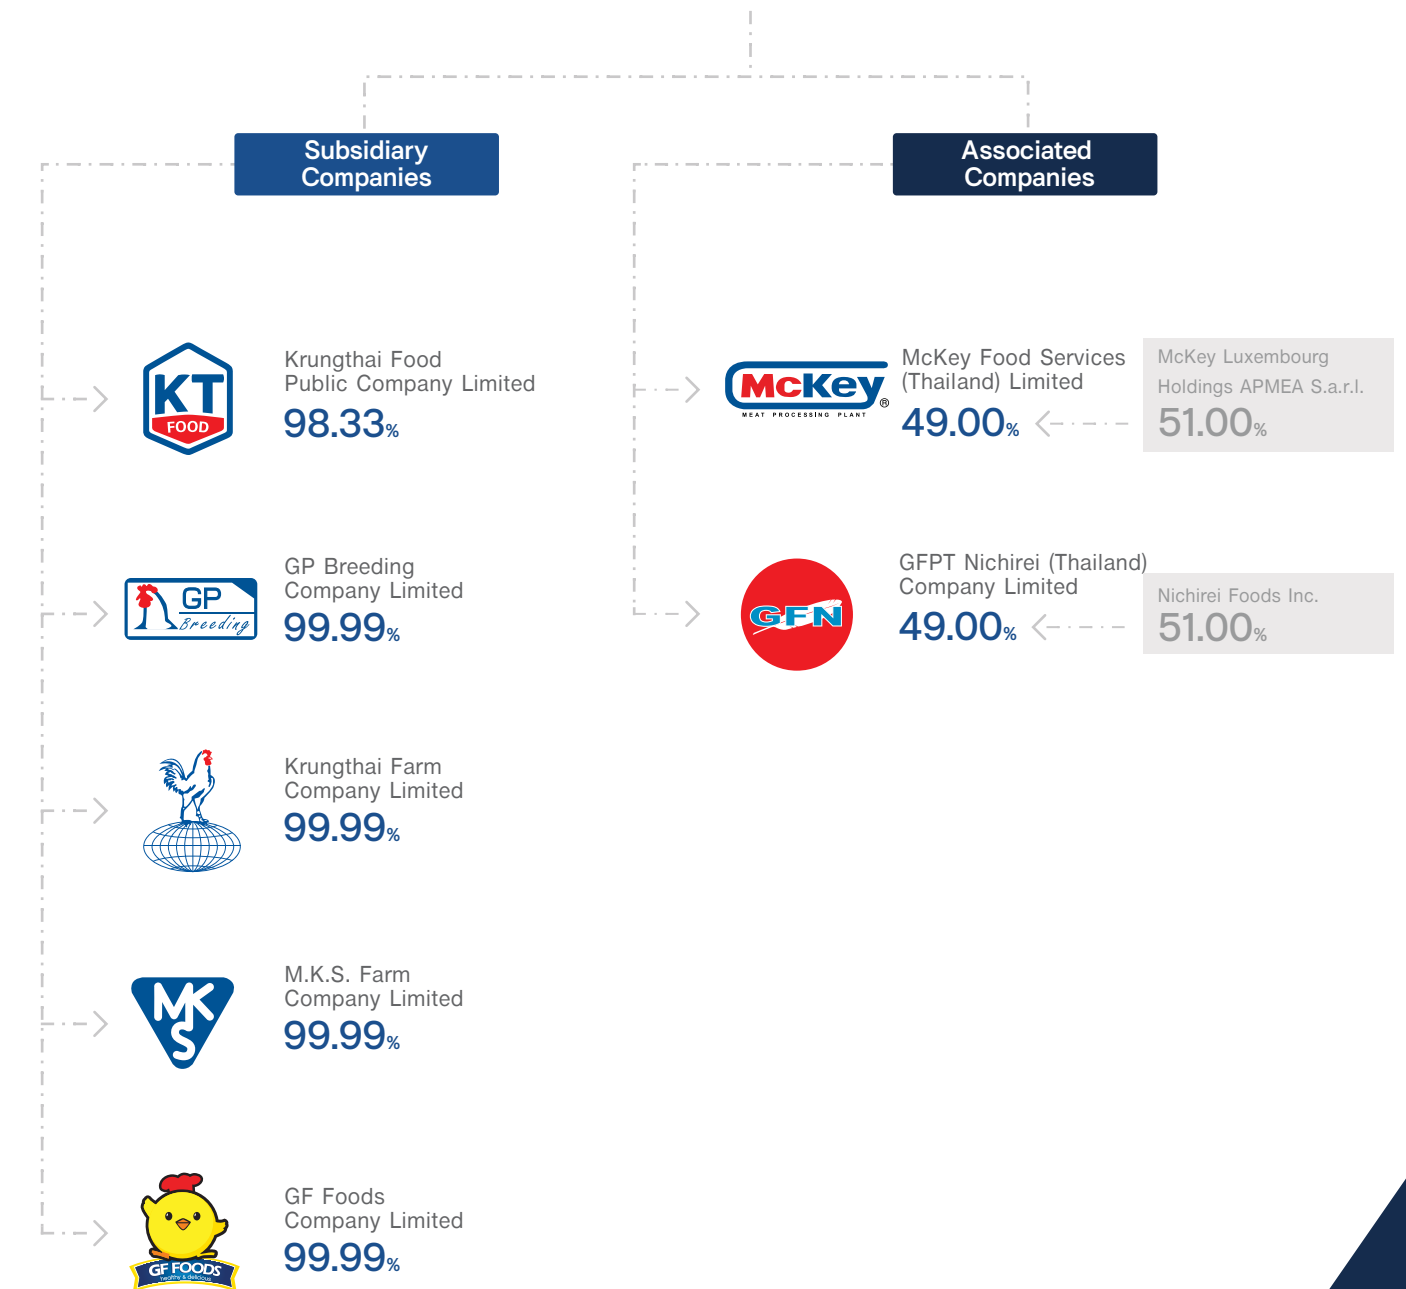 Subsidiary
Companies
Associated
Companies
KT
FOOD
Krungthai Food
Public Company Limited
98.33%
McKey
®
MEAT PROCESSING PLANT
McKey Food Services
(Thailand) Limited
49.00%
McKey Luxembourg
Holdings APMEA S.a.r.l.
51.00%
GP
Breeding
GP Breeding
Company Limited
99.99%
GFN
GFPT Nichirei (Thailand)
Company Limited
49.00%
Nichirei Foods Inc.
51.00%
Krungthai Farm
Company Limited
99.99%
MK
S
M.K.S. Farm
Company Limited
99.99%
GF FOODS
healthy & delicious
GF Foods
Company Limited
99.99%